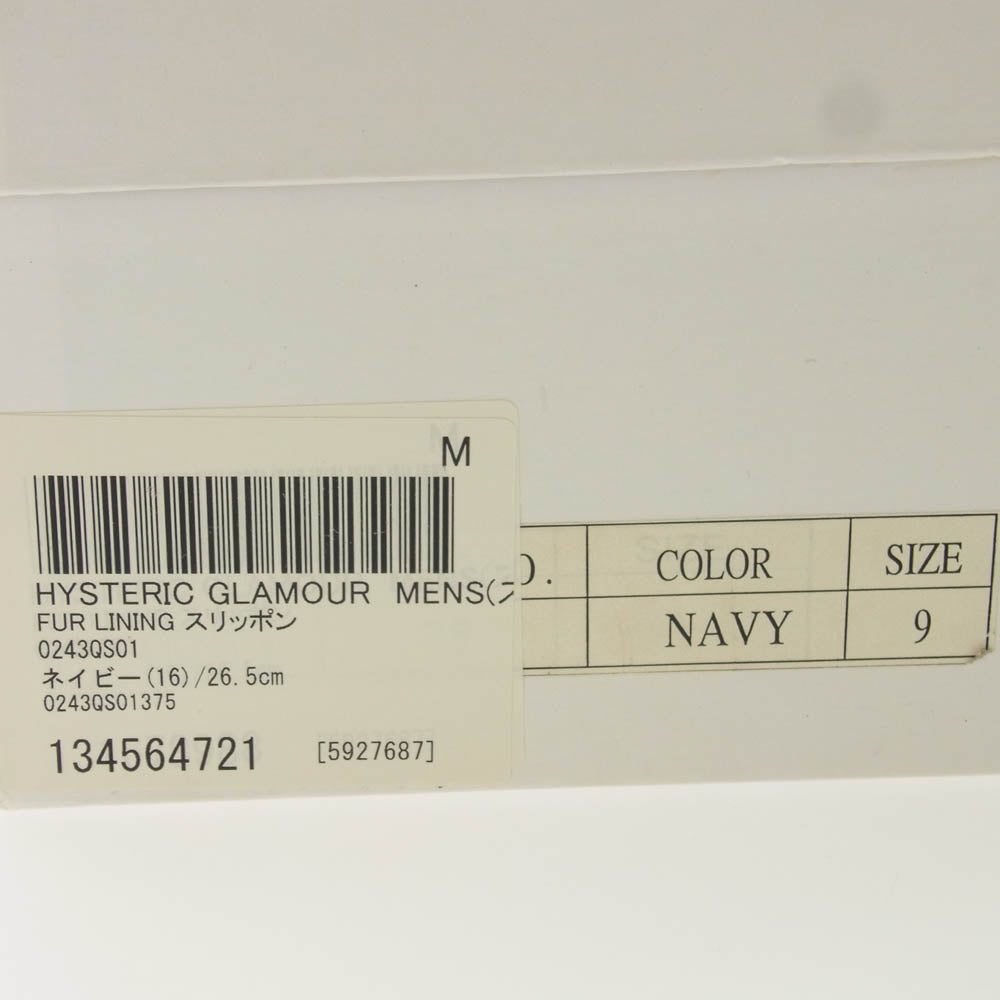 M
HYSTERIC GLAMOUR MENS(ス
FUR LINING スリッポン
0243QS01
ネイビー(16)/26.5cm
0243QS01375
134564721 [5927687]
O. COLOR SIZE
NAVY 9